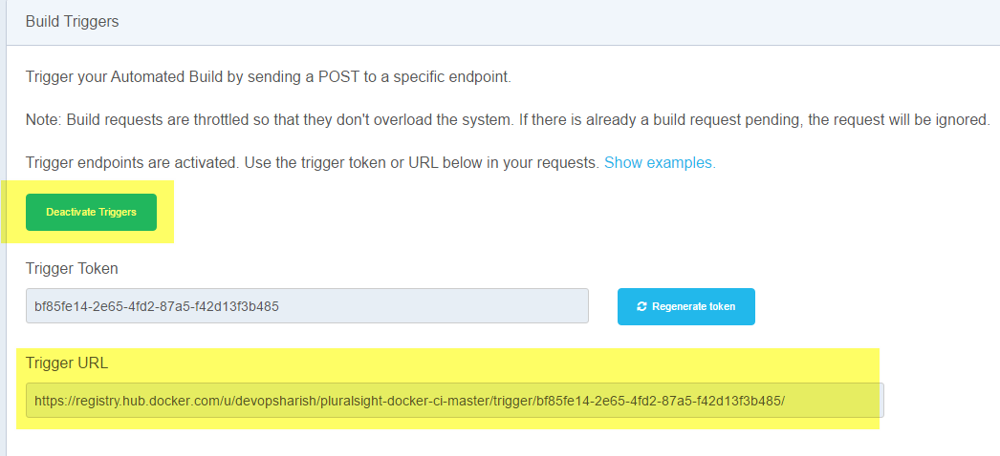 Build Triggers
Trigger your Automated Build by sending a POST to a specific endpoint.
Note: Build requests are throttled so that they don't overload the system. If there is already a build request pending, the request will be ignored.
Trigger endpoints are activated. Use the trigger token or URL below in your requests. Show examples.
Deactivate Triggers
Trigger Token
bf85fe14-2e65-4fd2-87a5-f42d13f3b485
Regenerate token
Trigger URL
https://registry.hub.docker.com/u/devopsharish/pluralsight-docker-ci-master/trigger/bf85fe14-2e65-4fd2-87a5-f42d13f3b485/